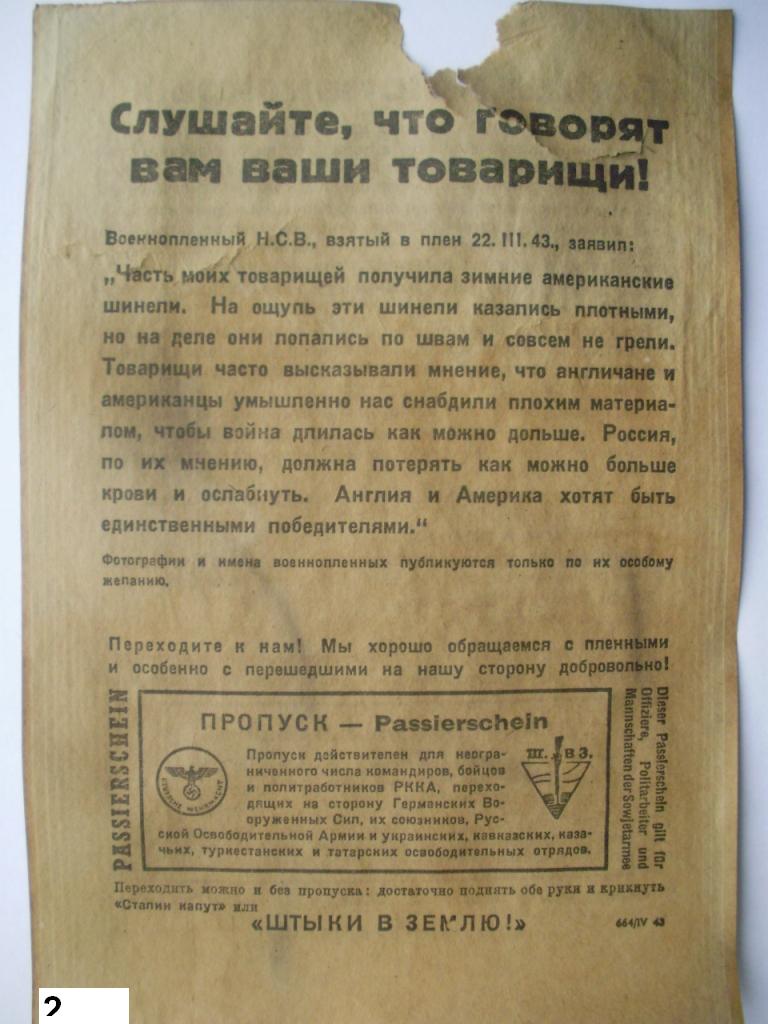 Слушайте, что говорят
вам ваши товарищи!
Военнопленный Н.С.В., взятый в плен 22. III. 43., заявил:
„Часть моих товарищей получила зимние американские
шинели. На ощупь эти шинели казались плотными,
но на деле они лопались по швам и совсем не грели.
Товарищи часто высказывали мнение, что англичане и
американцы умышленно нас снабдили плохим материа-
лом, чтобы война длилась как можно дольше. Россия,
по их мнению, должна потерять как можно больше
крови и ослабнуть. Англия и Америка хотят быть
единственными победителями.“
Фотографии и имена военнопленных публикуются только по их особому
желанию.
Переходите к нам! Мы хорошо обращаемся с пленными
и особенно с перешедшими на нашу сторону добровольно!
PASSIERSCHEIN
ПРОПУСК — Passierschein
DEUTSCHE WEHRMACHT
Пропуск действителен для неогра-
ниченного числа командиров, бойцов
и политработников РККА, перехо-
дящих на сторону Германских Во-
оруженных Сил, их союзников, Рус-
ской Освободительной Армии и украинских, кавказских, каза-
чьих, туркестанских и татарских освободительных отрядов.
Ш. В З.
Dieser Passierschein gilt für
Offiziere, Politarbeiter und
Mannschaften der Sowjetarmee
Переходить можно и без пропуска: достаточно поднять обе руки и крикнуть
«Сталин капут» или
«ШТЫКИ В ЗЕМЛЮ!»
664/IV 43
2